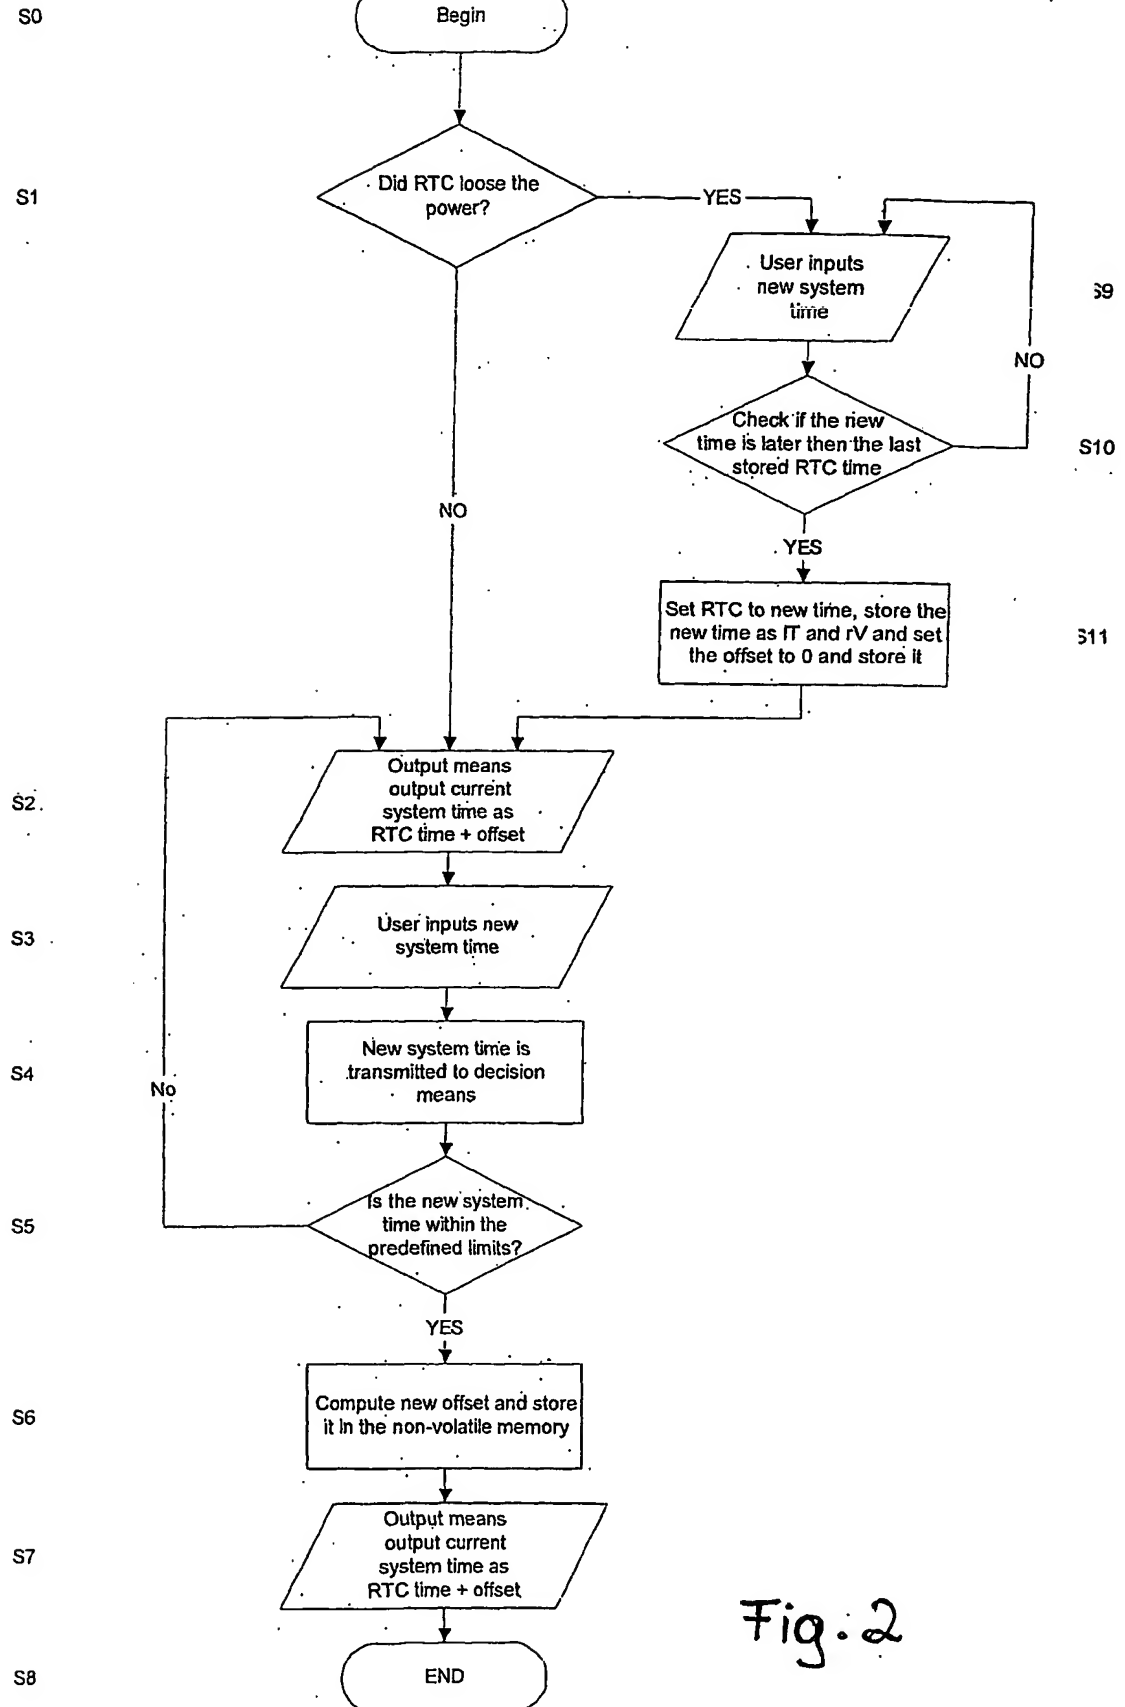 S0
Begin
S1
Did RTC loose the
power?
YES
User inputs
new system
time
S9
NO
Check if the new
time is later then the last
stored RTC time
S10
NO
YES
Set RTC to new time, store the
new time as IT and rV and set
the offset to 0 and store it
S11
Output means
output current
system time as
RTC time + offset
S2
User inputs new
system time
S3
New system time is
transmitted to decision
means
S4
No
Is the new system
time within the
predefined limits?
S5
YES
Compute new offset and store
it in the non-volatile memory
S6
Output means
output current
system time as
RTC time + offset
S7
Fig. 2
END
S8